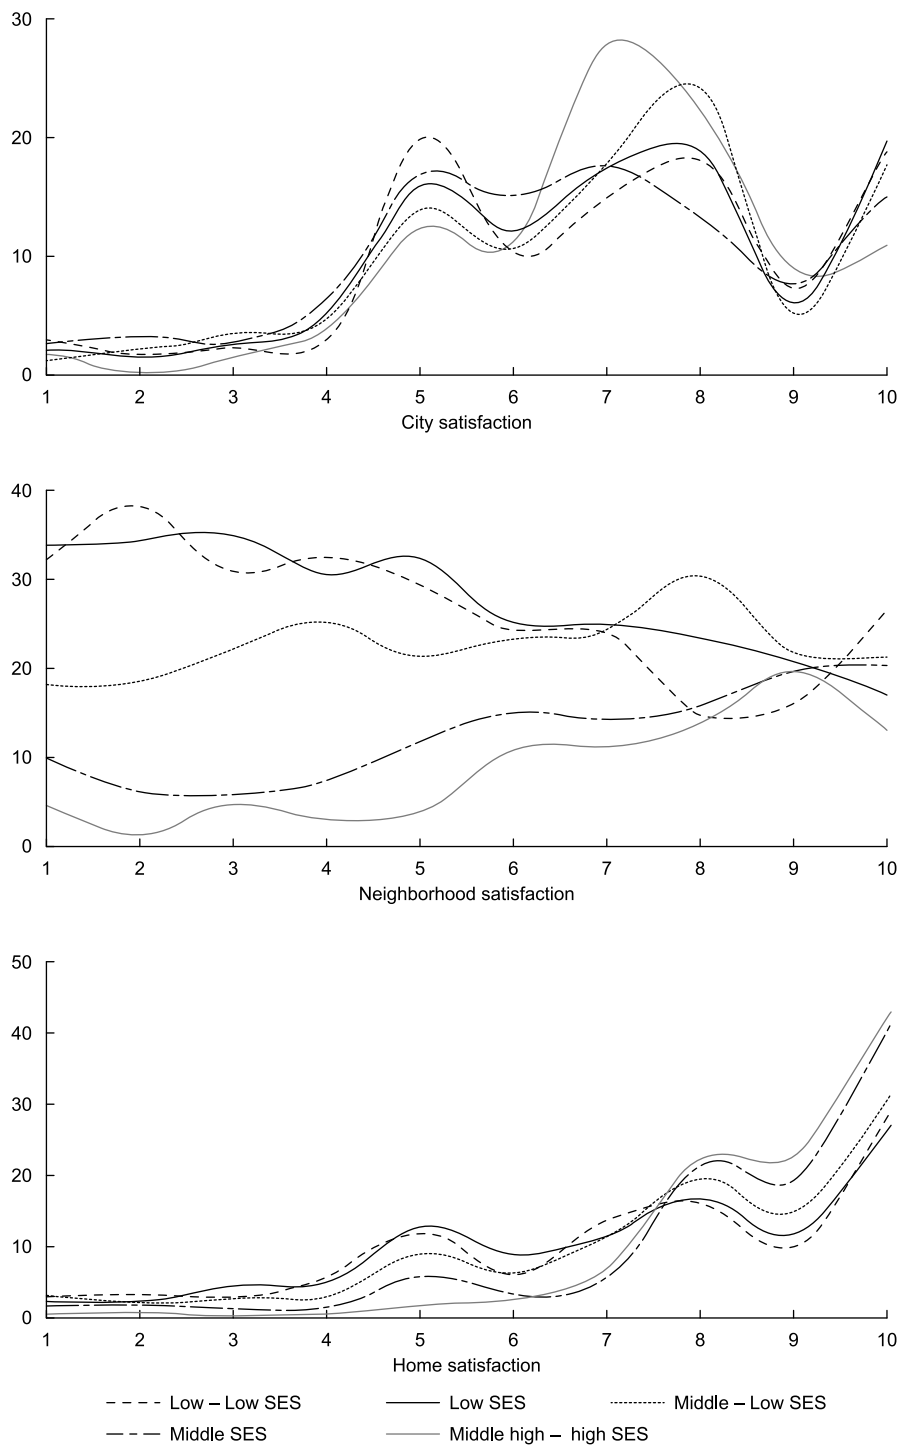 30
20
10
0
1 2 3 4 5 6 7 8 9 10
City satisfaction
40
30
20
10
0
1 2 3 4 5 6 7 8 9 10
Neighborhood satisfaction
50
40
30
20
10
0
1 2 3 4 5 6 7 8 9 10
Home satisfaction
Low – Low SES Low SES Middle – Low SES
Middle SES Middle high – high SES